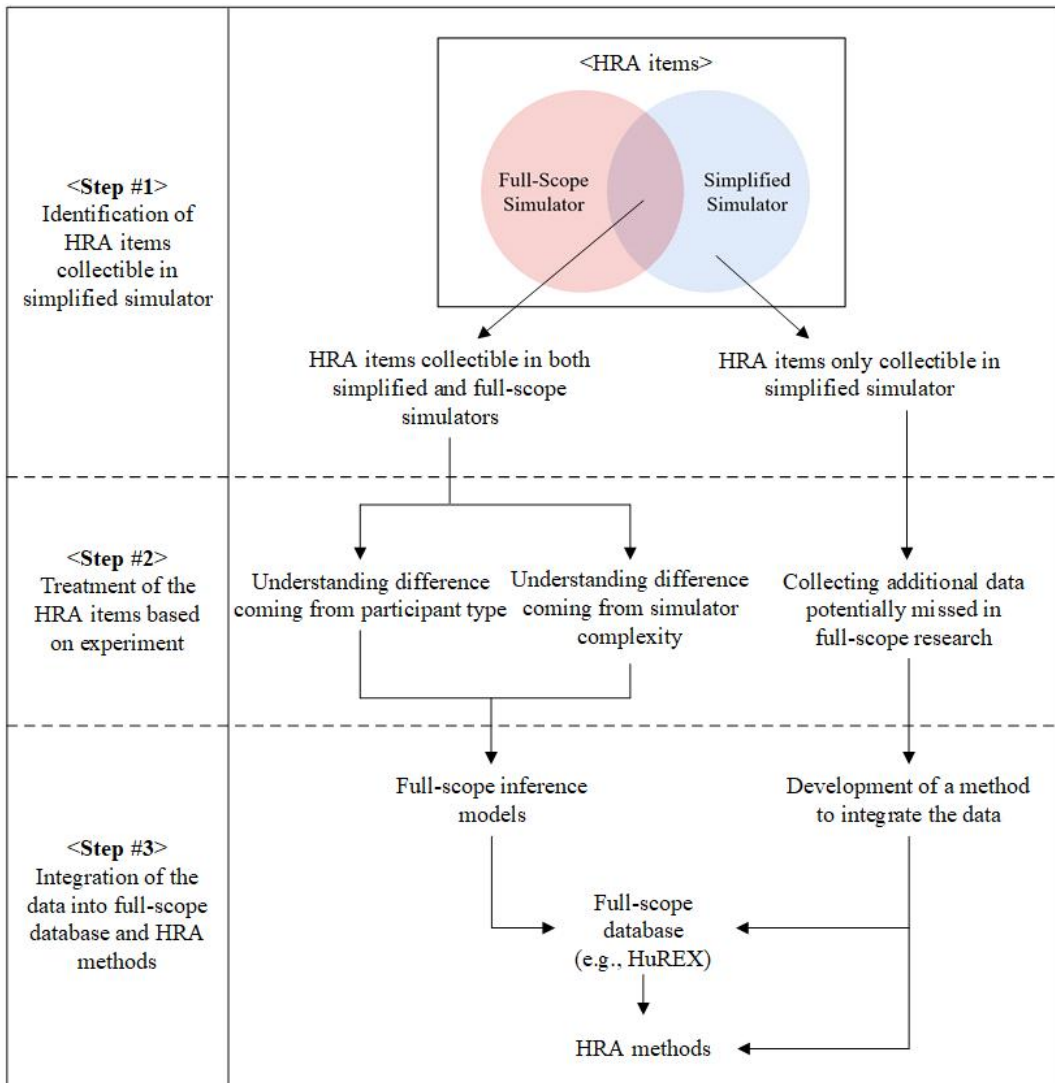 <HRA items>
Full-Scope
Simulator
Simplified
Simulator
<Step #1>
Identification of
HRA items
collectible in
simplified simulator
HRA items collectible in both
simplified and full-scope
simulators
HRA items only collectible in
simplified simulator
<Step #2>
Treatment of the
HRA items based
on experiment
Understanding difference
coming from participant type
Understanding difference
coming from simulator
complexity
Collecting additional data
potentially missed in
full-scope research
<Step #3>
Integration of the
data into full-scope
database and HRA
methods
Full-scope inference
models
Development of a method
to integrate the data
Full-scope
database
(e.g., HuREX)
HRA methods